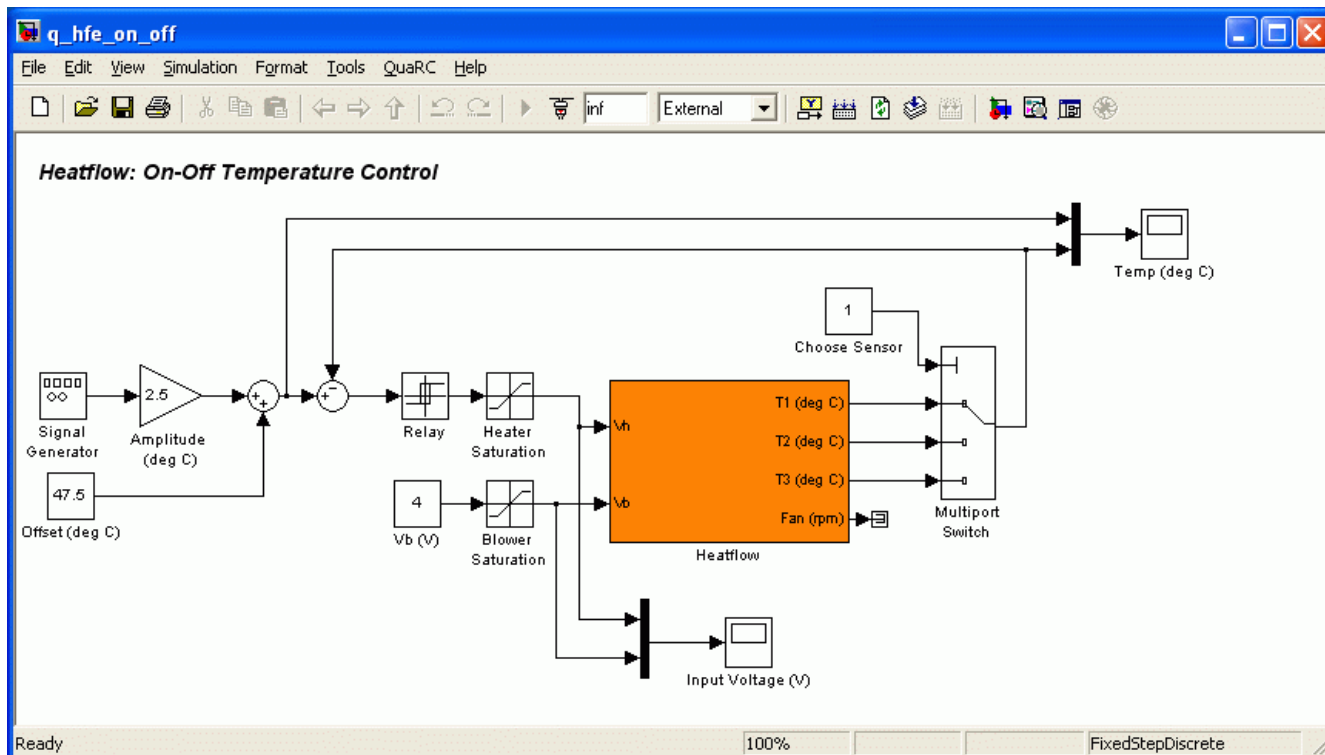 q_hfe_on_off
File Edit View Simulation Format Tools QuaRC Help
inf External
Heatflow: On-Off Temperature Control
Temp (deg C)
1
Choose Sensor
Signal
Generator
2.5
Amplitude
(deg C)
Relay
Heater
Saturation
Vh
T1 (deg C)
T2 (deg C)
47.5
Offset (deg C)
4
Vb (V)
Blower
Saturation
Vb
T3 (deg C)
Fan (rpm)
Heatflow
Multiport
Switch
Input Voltage (V)
Ready 100% FixedStepDiscrete